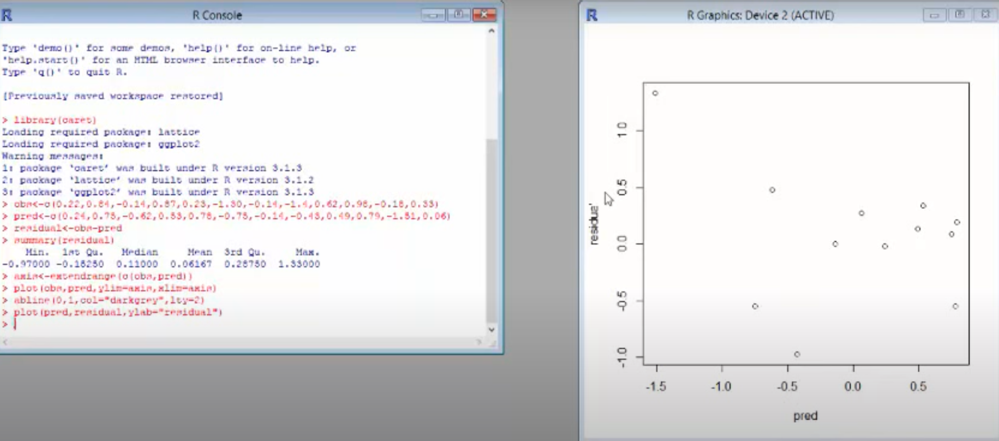 R Console
Type 'demo()' for some demos, 'help()' for on-line help, or
'help.start()' for an HTML browser interface to help.
Type 'q()' to quit R.
[Previously saved workspace restored]
> library(caret)
Loading required package: lattice
Loading required package: ggplot2
Warning messages:
1: package 'caret' was built under R version 3.1.3
2: package 'lattice' was built under R version 3.1.2
3: package 'ggplot2' was built under R version 3.1.3
> obs<-c(0.22,0.84,-0.14,0.87,0.23,-1.30,-0.14,-1.4,0.62,0.98,-0.18,0.33)
> pred<-c(0.24,0.75,-0.62,0.53,0.78,-0.75,-0.14,-0.43,0.49,0.79,-1.51,0.06)
> residual<-obs-pred
> summary(residual)
Min. 1st Qu. Median Mean 3rd Qu. Max.
-0.97000 -0.15250 0.11000 0.06167 0.28750 1.33000
> axis<-extendrange(c(obs,pred))
> plot(obs,pred,ylim=axis,xlim=axis)
> abline(0,1,col="darkgrey",lty=2)
> plot(pred,residual,ylab="residual")
>
R Graphics: Device 2 (ACTIVE)
1.0
0.5
0.0
-0.5
-1.0
residual
-1.5 -1.0 -0.5 0.0 0.5
pred